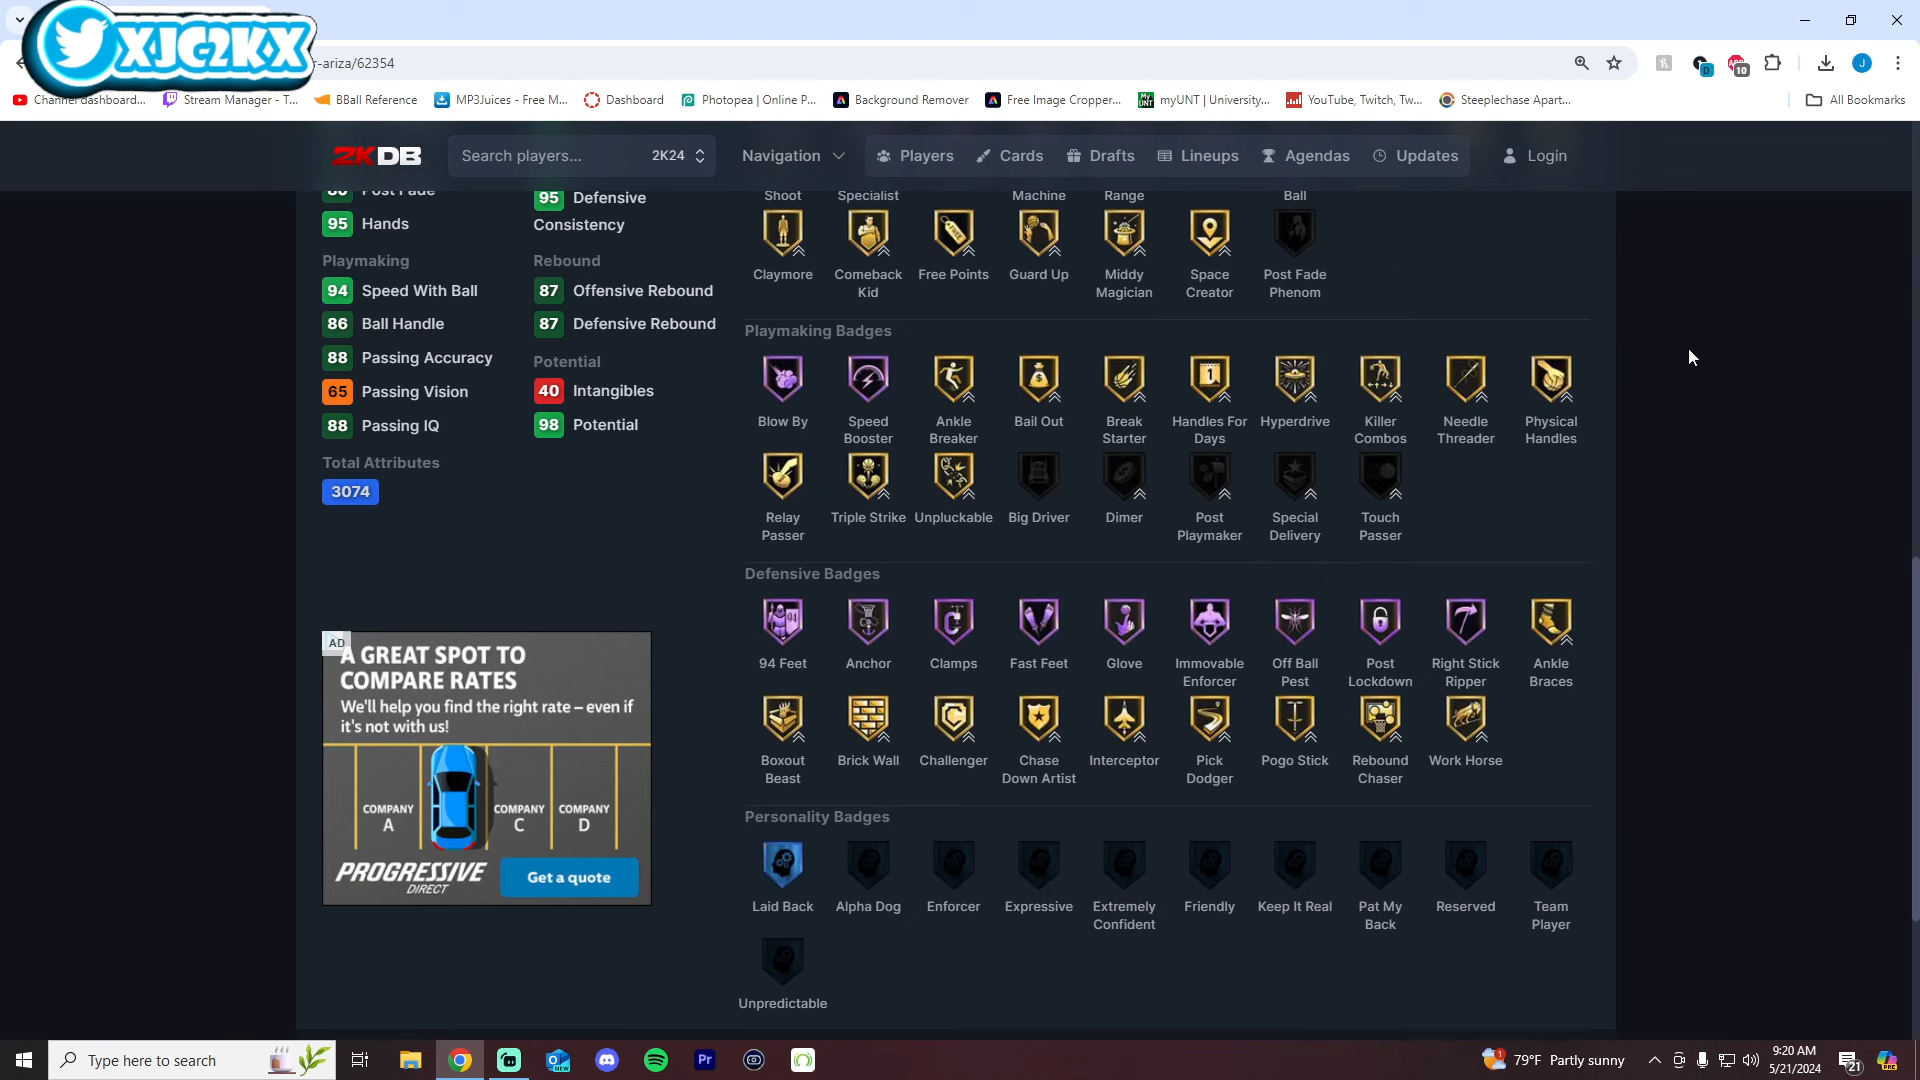 XJC2KX
r-ariza/62354
D
10
J
Channel dashboard...
Stream Manager - T...
BBall Reference
MP3Juices - Free M...
Dashboard
Photopea | Online P...
Background Remover
Free Image Cropper...
myUNT | University...
YouTube, Twitch, Tw...
Steeplechase Apart...
All Bookmarks
2KDB
Search players...
2K24
Navigation
Players
Cards
Drafts
Lineups
Agendas
Updates
Login
Post Fade
95 Hands
Playmaking
94 Speed With Ball
86 Ball Handle
88 Passing Accuracy
65 Passing Vision
88 Passing IQ
Total Attributes
3074
95 Defensive
Consistency
Rebound
87 Offensive Rebound
87 Defensive Rebound
Potential
40 Intangibles
98 Potential
Shoot
Specialist
Machine
Range
Ball
Claymore
Comeback
Kid
Free Points
Guard Up
Middy
Magician
Space
Creator
Post Fade
Phenom
Playmaking Badges
Blow By
Speed
Booster
Ankle
Breaker
Bail Out
Break
Starter
Handles For
Days
Hyperdrive
Killer
Combos
Needle
Threader
Physical
Handles
Relay
Passer
Triple Strike
Unpluckable
Big Driver
Dimer
Post
Playmaker
Special
Delivery
Touch
Passer
Defensive Badges
94 Feet
Anchor
Clamps
Fast Feet
Glove
Immovable
Enforcer
Off Ball
Pest
Post
Lockdown
Right Stick
Ripper
Ankle
Braces
Boxout
Beast
Brick Wall
Challenger
Chase
Down Artist
Interceptor
Pick
Dodger
Pogo Stick
Rebound
Chaser
Work Horse
Personality Badges
Laid Back
Alpha Dog
Enforcer
Expressive
Extremely
Confident
Friendly
Keep It Real
Pat My
Back
Reserved
Team
Player
Unpredictable
AD
A GREAT SPOT TO
COMPARE RATES
We'll help you find the right rate – even if
it's not with us!
COMPANY
A
COMPANY
C
COMPANY
D
PROGRESSIVE
DIRECT
Get a quote
Type here to search
79°F Partly sunny
9:20 AM
5/21/2024
21